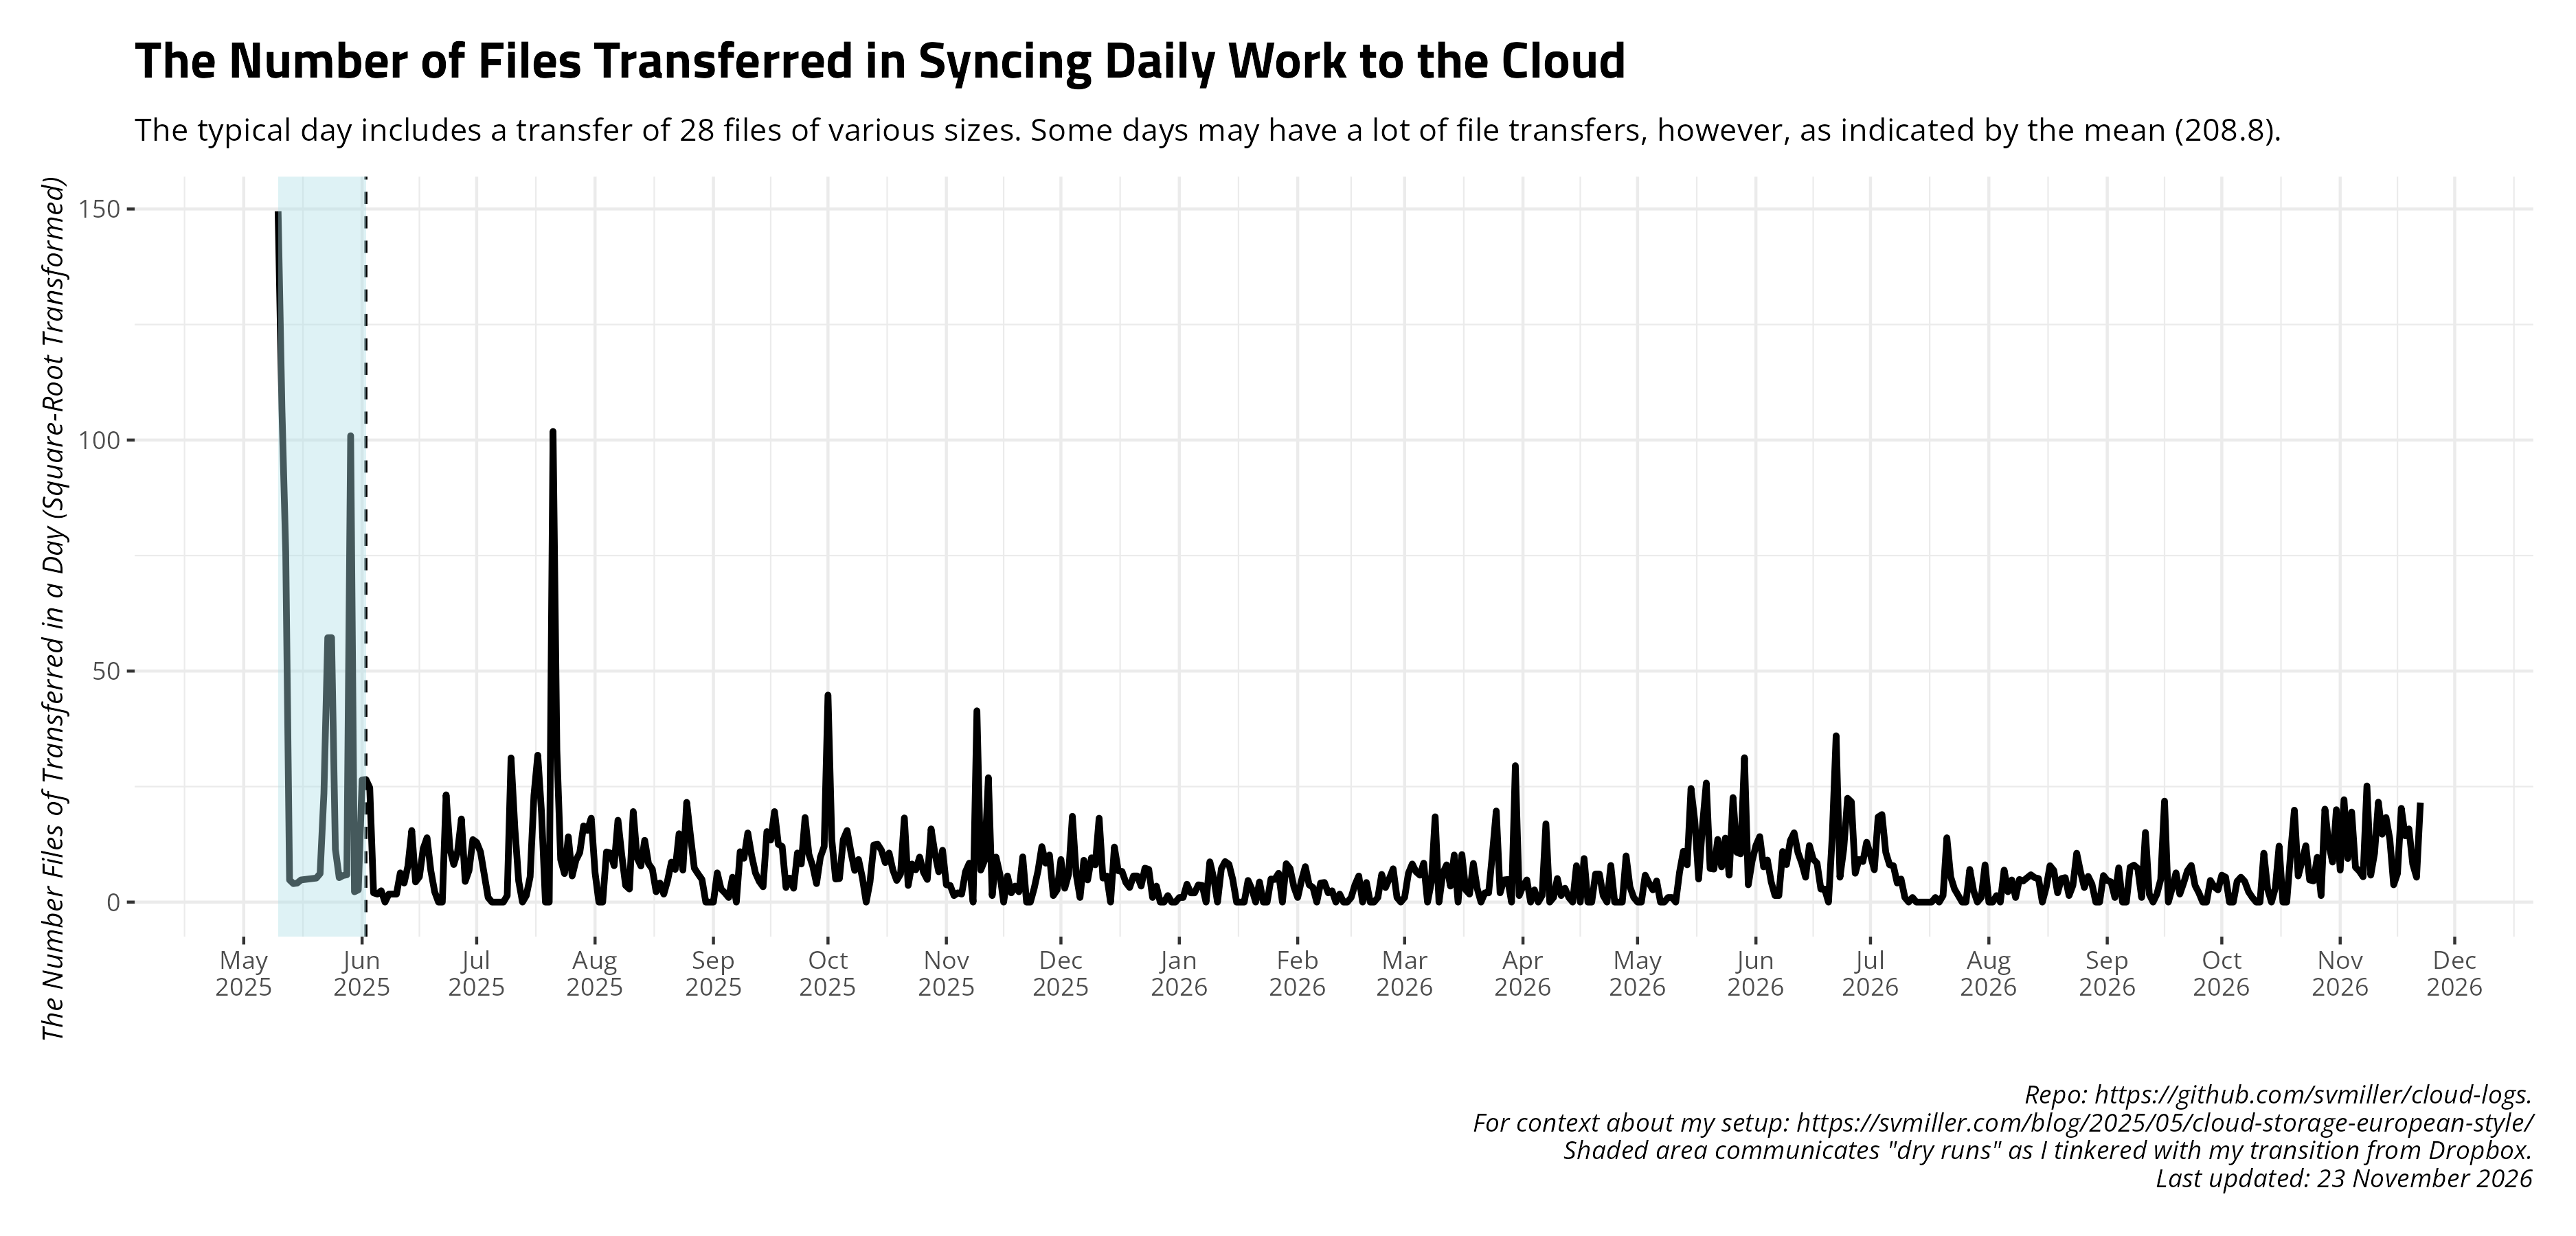 The Number of Files Transferred in Syncing Daily Work to the Cloud
The typical day includes a transfer of 28 files of various sizes. Some days may have a lot of file transfers, however, as indicated by the mean (208.8).
The Number Files of Transferred in a Day (Square-Root Transformed)
150
100
50
0
May Jun Jul Aug Sep Oct Nov Dec Jan Feb Mar Apr May Jun Jul Aug Sep Oct Nov Dec
2025 2025 2025 2025 2025 2025 2025 2025 2026 2026 2026 2026 2026 2026 2026 2026 2026 2026 2026 2026
Repo: https://github.com/svmiller/cloud-logs.
For context about my setup: https://svmiller.com/blog/2025/05/cloud-storage-european-style/
Shaded area communicates "dry runs" as I tinkered with my transition from Dropbox.
Last updated: 23 November 2026